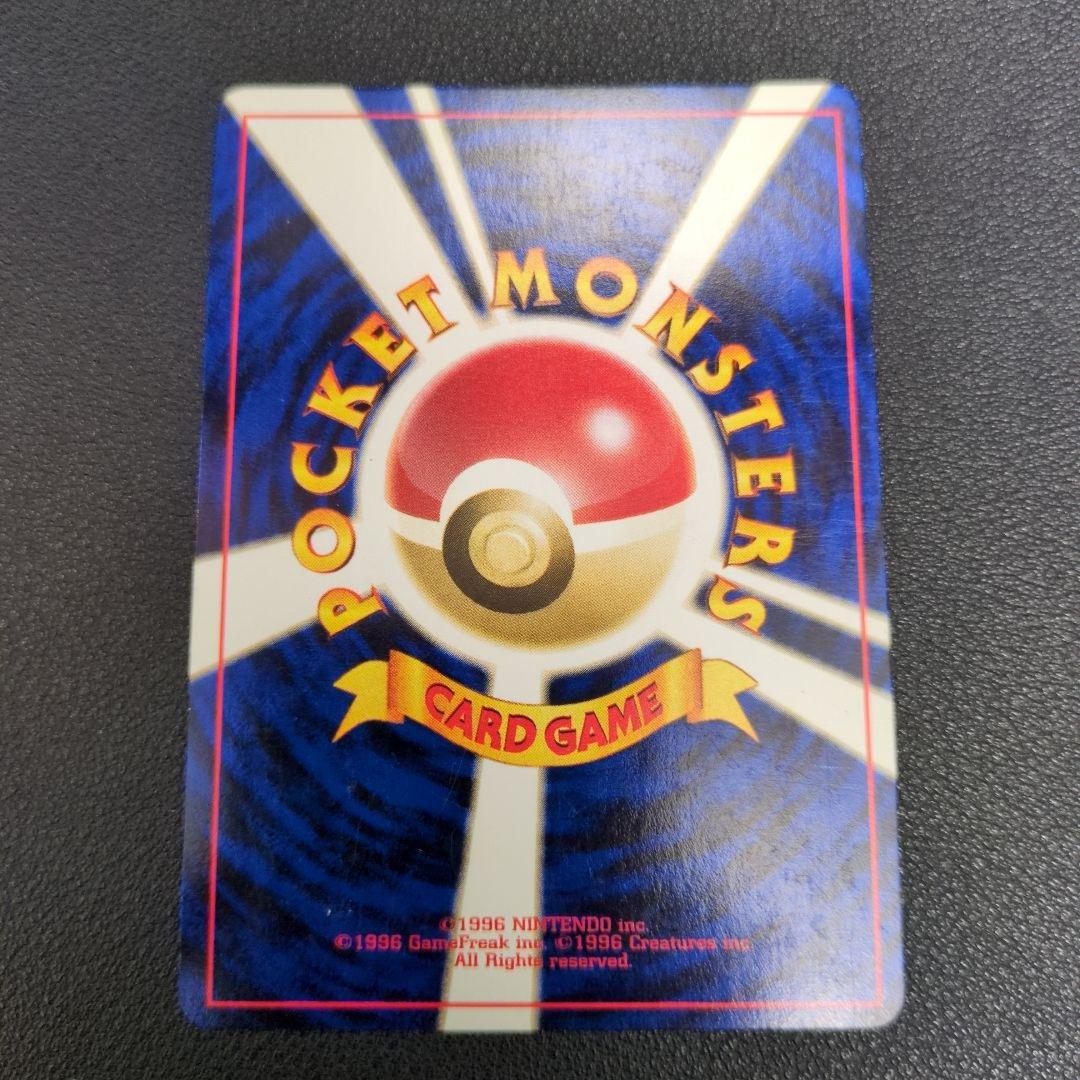 POCKET MONSTERS
CARD GAME
©1996 NINTENDO inc.
©1996 GameFreak inc. ©1996 Creatures inc.
All Rights reserved.